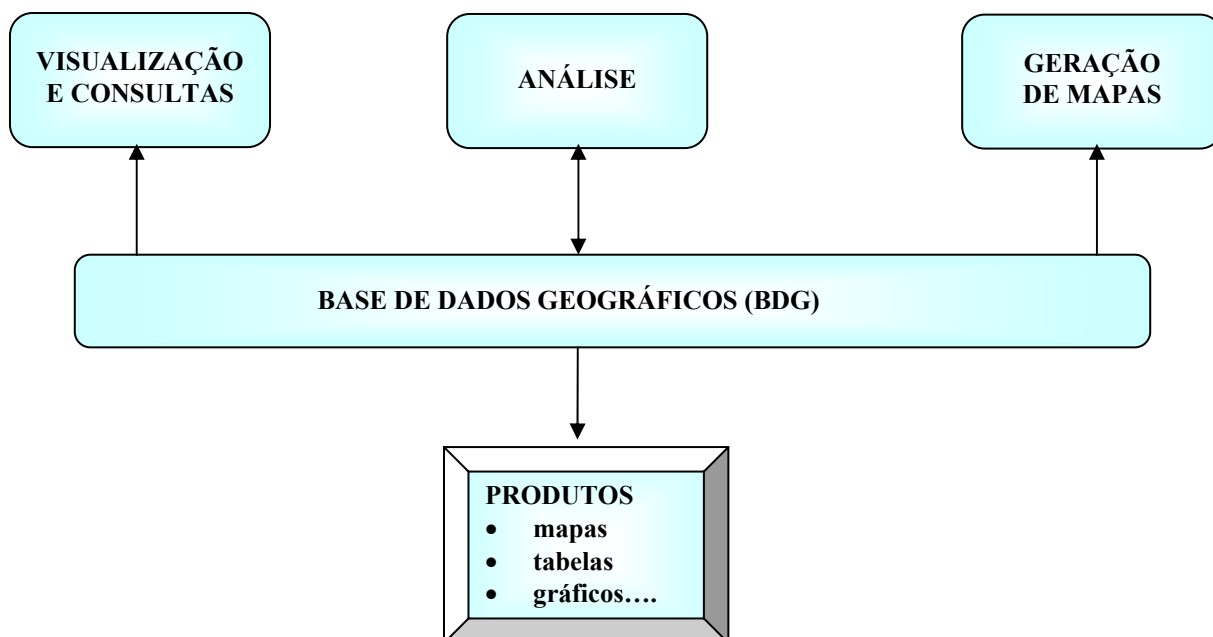 VISUALIZAÇÃO
E CONSULTAS
ANÁLISE
GERAÇÃO
DE MAPAS
BASE DE DADOS GEOGRÁFICOS (BDG)
PRODUTOS
• mapas
• tabelas
• gráficos….